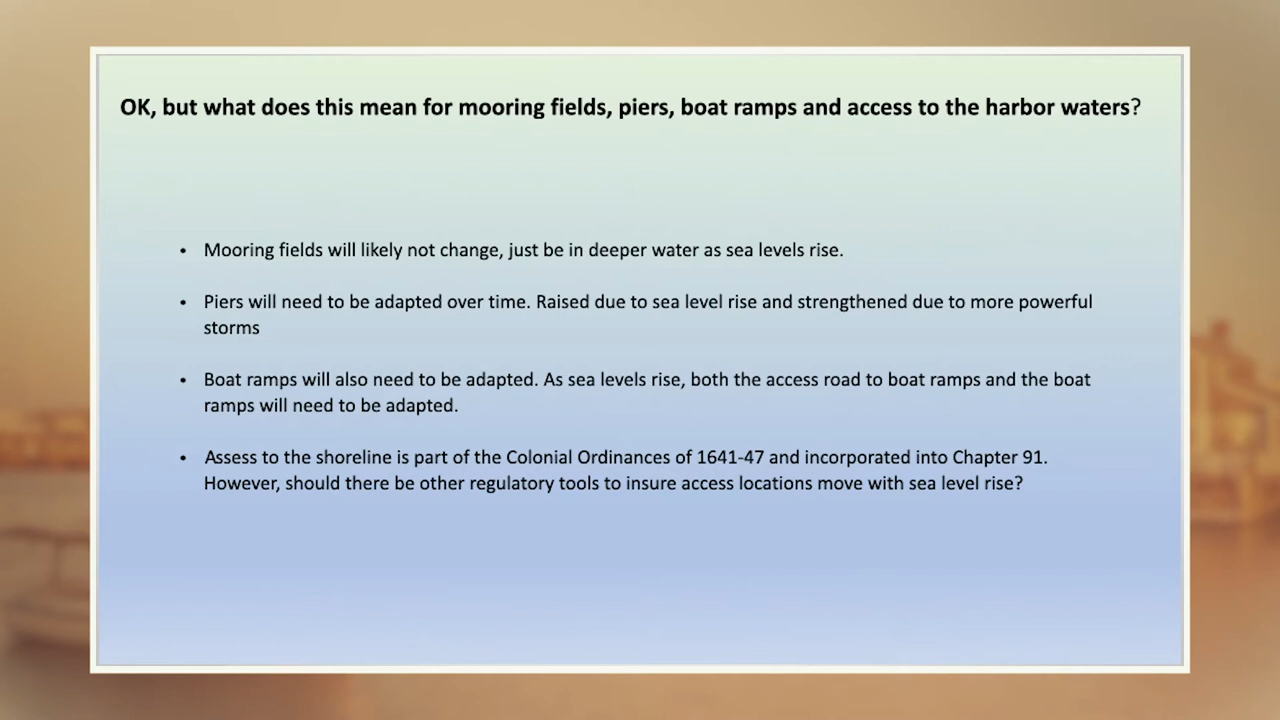 OK, but what does this mean for mooring fields, piers, boat ramps and access to the harbor waters?
• Mooring fields will likely not change, just be in deeper water as sea levels rise.
• Piers will need to be adapted over time. Raised due to sea level rise and strengthened due to more powerful
storms
• Boat ramps will also need to be adapted. As sea levels rise, both the access road to boat ramps and the boat
ramps will need to be adapted.
• Assess to the shoreline is part of the Colonial Ordinances of 1641-47 and incorporated into Chapter 91.
However, should there be other regulatory tools to insure access locations move with sea level rise?